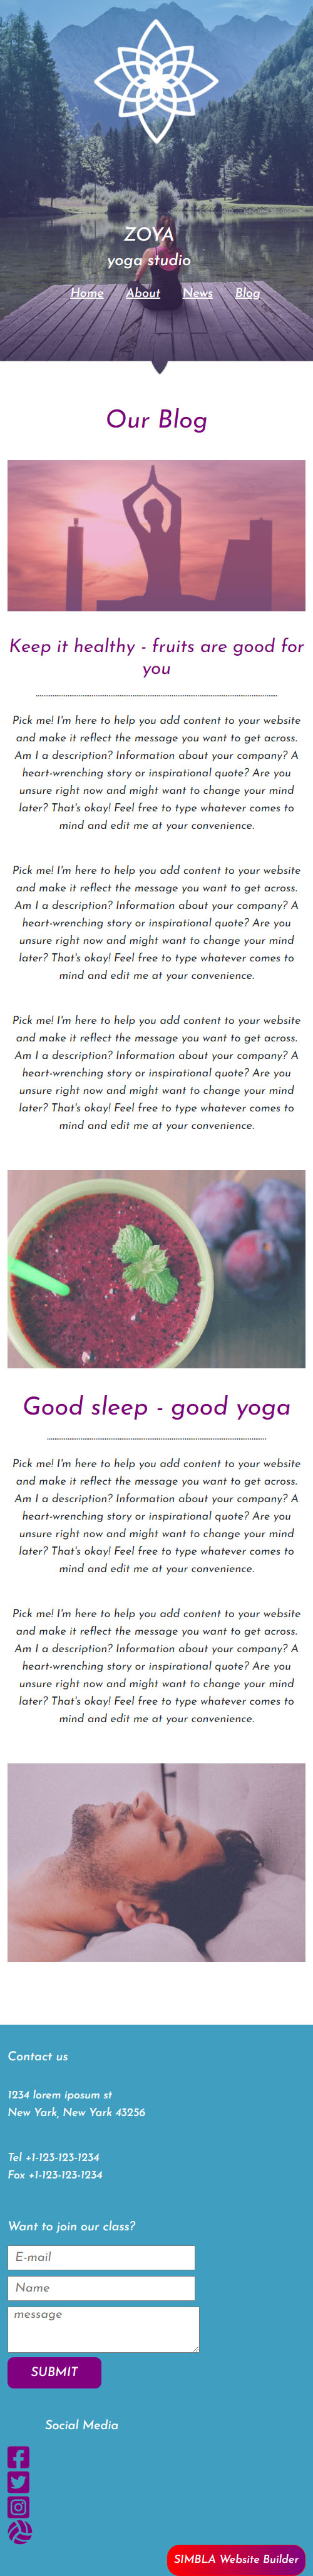 ZOYA
yoga studio
Home About News Blog
Our Blog
Keep it healthy - fruits are good for
you
Pick me! I'm here to help you add content to your website
and make it reflect the message you want to get across.
Am I a description? Information about your company? A
heart-wrenching story or inspirational quote? Are you
unsure right now and might want to change your mind
later? That's okay! Feel free to type whatever comes to
mind and edit me at your convenience.
Pick me! I'm here to help you add content to your website
and make it reflect the message you want to get across.
Am I a description? Information about your company? A
heart-wrenching story or inspirational quote? Are you
unsure right now and might want to change your mind
later? That's okay! Feel free to type whatever comes to
mind and edit me at your convenience.
Pick me! I'm here to help you add content to your website
and make it reflect the message you want to get across.
Am I a description? Information about your company? A
heart-wrenching story or inspirational quote? Are you
unsure right now and might want to change your mind
later? That's okay! Feel free to type whatever comes to
mind and edit me at your convenience.
Good sleep - good yoga
Pick me! I'm here to help you add content to your website
and make it reflect the message you want to get across.
Am I a description? Information about your company? A
heart-wrenching story or inspirational quote? Are you
unsure right now and might want to change your mind
later? That's okay! Feel free to type whatever comes to
mind and edit me at your convenience.
Pick me! I'm here to help you add content to your website
and make it reflect the message you want to get across.
Am I a description? Information about your company? A
heart-wrenching story or inspirational quote? Are you
unsure right now and might want to change your mind
later? That's okay! Feel free to type whatever comes to
mind and edit me at your convenience.
Contact us
1234 lorem iposum st
New Yark, New Yark 43256
Tel +1-123-123-1234
Fox +1-123-123-1234
Want to join our class?
E-mail
Name
message
SUBMIT
Social Media
SIMBLA Website Builder